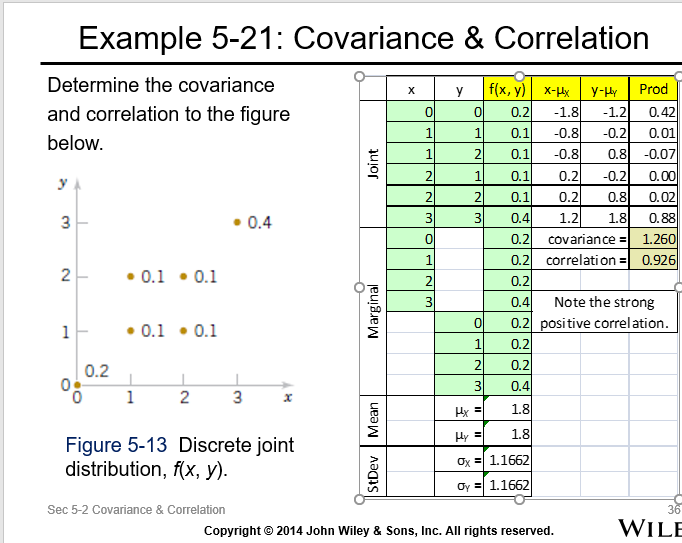 Example 5-21: Covariance & Correlation
Determine the covariance
and correlation to the figure
below.
y
3
0.4
2
0.1 0.1
1
0.1 0.1
0.2
0
0 1 2 3 x
Figure 5-13 Discrete joint
distribution, f(x, y).
x y f(x, y) x-μX y-μY Prod
Joint
0 0 0.2 -1.8 -1.2 0.42
1 1 0.1 -0.8 -0.2 0.01
1 2 0.1 -0.8 0.8 -0.07
2 1 0.1 0.2 -0.2 0.00
2 2 0.1 0.2 0.8 0.02
3 3 0.4 1.2 1.8 0.88
Marginal
0 0.2 covariance = 1.260
1 0.2 correlation = 0.926
2 0.2
3 0.4 Note the strong
0 0.2 positive correlation.
1 0.2
2 0.2
3 0.4
Mean
μX = 1.8
μY = 1.8
StDev
σX = 1.1662
σY = 1.1662
Sec 5-2 Covariance & Correlation
36
Copyright © 2014 John Wiley & Sons, Inc. All rights reserved.